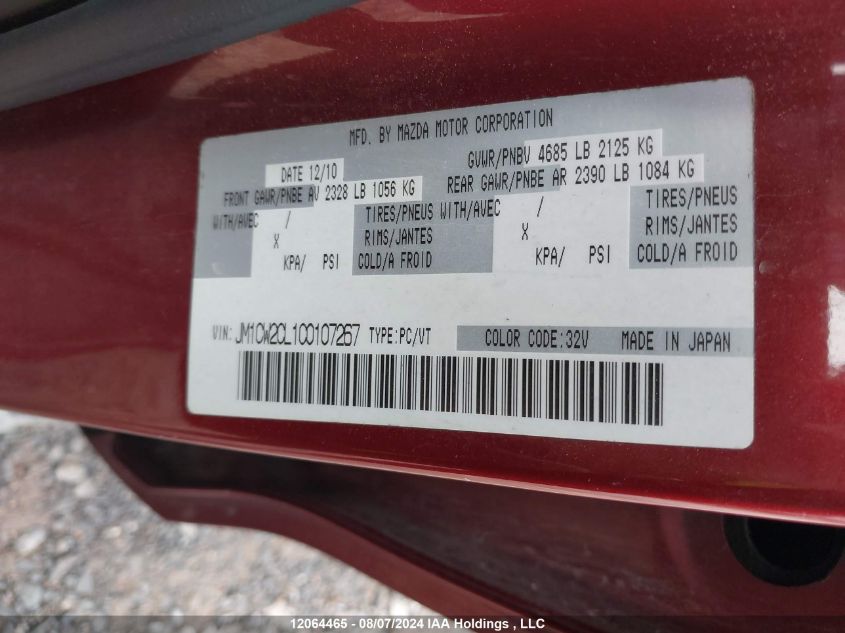 MFD. BY MAZDA MOTOR CORPORATION
DATE 12/10 GVWR/PNBV 4685 LB 2125 KG
FRONT GAWR/PNBE AV 2328 LB 1056 KG REAR GAWR/PNBE AR 2390 LB 1084 KG
WITH/AVEC / TIRES/PNEUS WITH/AVEC / TIRES/PNEUS
X RIMS/JANTES X RIMS/JANTES
KPA/ PSI COLD/A FROID KPA/ PSI COLD/A FROID
VIN: JM1CW2CL1C0107267 TYPE:PC/VT COLOR CODE:32V MADE IN JAPAN
12064465 - 08/07/2024 IAA Holdings , LLC